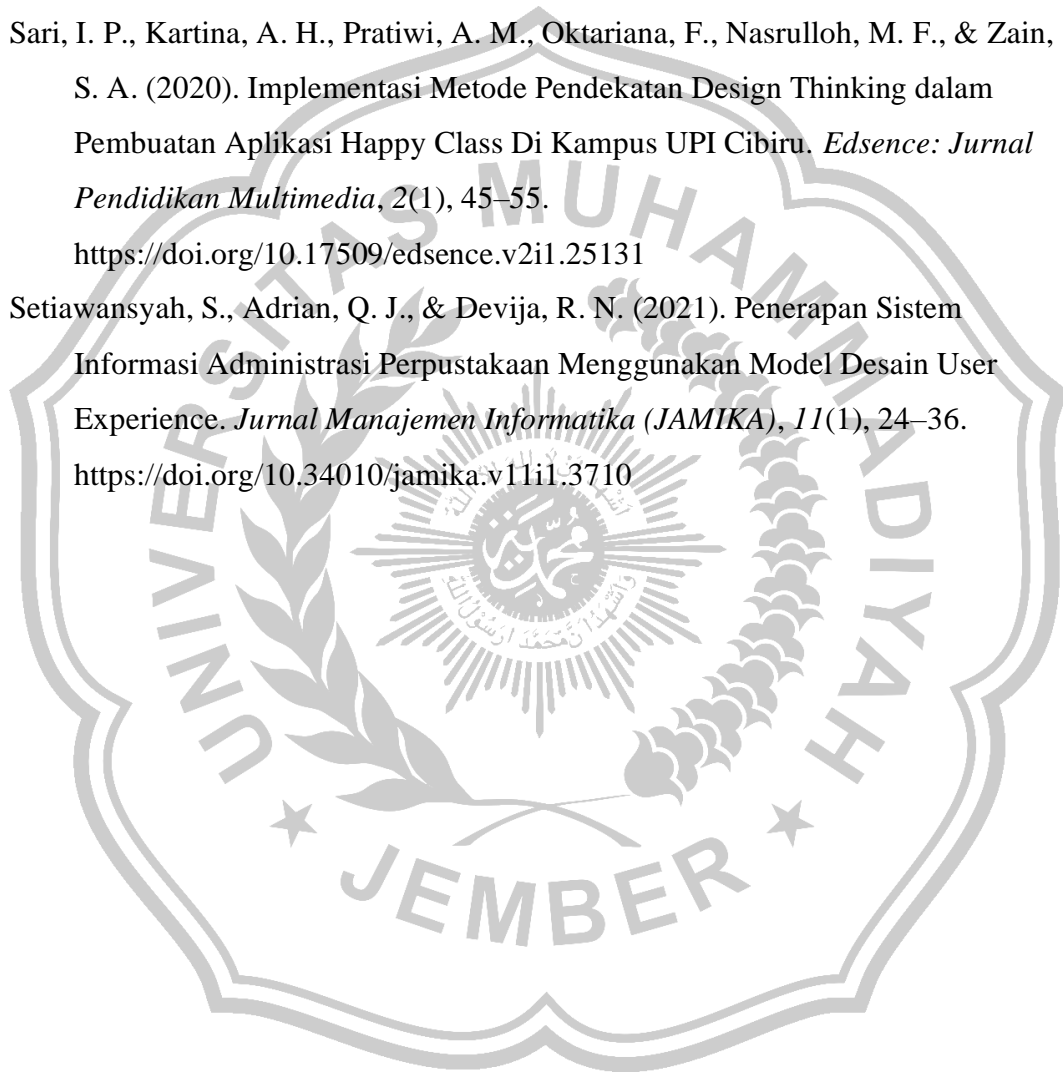 Sari, I. P., Kartina, A. H., Pratiwi, A. M., Oktariana, F., Nasrulloh, M. F., & Zain,
S. A. (2020). Implementasi Metode Pendekatan Design Thinking dalam
Pembuatan Aplikasi Happy Class Di Kampus UPI Cibiru. Edsence: Jurnal
Pendidikan Multimedia, 2(1), 45–55.
https://doi.org/10.17509/edsence.v2i1.25131
Setiawansyah, S., Adrian, Q. J., & Devija, R. N. (2021). Penerapan Sistem
Informasi Administrasi Perpustakaan Menggunakan Model Desain User
Experience. Jurnal Manajemen Informatika (JAMIKA), 11(1), 24–36.
https://doi.org/10.34010/jamika.v11i1.3710
UNIVERSITAS MUHAMMADIYAH
JEMBER